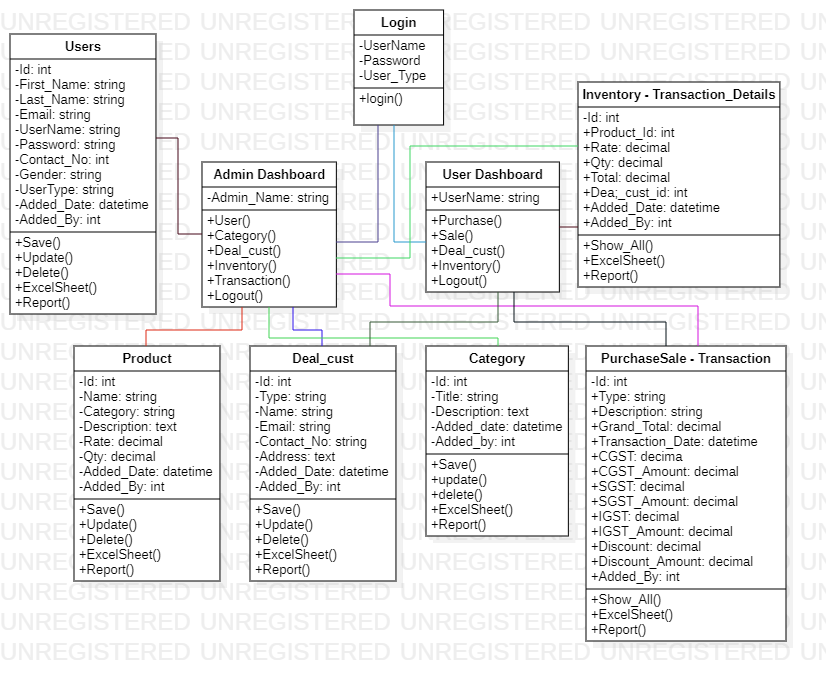 Login
-UserName
-Password
-User_Type
+login()
Users
-Id: int
-First_Name: string
-Last_Name: string
-Email: string
-UserName: string
-Password: string
-Contact_No: int
-Gender: string
-UserType: string
-Added_Date: datetime
-Added_By: int
+Save()
+Update()
+Delete()
+ExcelSheet()
+Report()
Admin Dashboard
-Admin_Name: string
+User()
+Category()
+Deal_cust()
+Inventory()
+Transaction()
+Logout()
User Dashboard
+UserName: string
+Purchase()
+Sale()
+Deal_cust()
+Inventory()
+Logout()
Inventory - Transaction_Details
-Id: int
+Product_Id: int
+Rate: decimal
+Qty: decimal
+Total: decimal
+Dea;_cust_id: int
+Added_Date: datetime
+Added_By: int
+Show_All()
+ExcelSheet()
+Report()
Product
-Id: int
-Name: string
-Category: string
-Description: text
-Rate: decimal
-Qty: decimal
-Added_Date: datetime
-Added_By: int
+Save()
+Update()
+Delete()
+ExcelSheet()
+Report()
Deal_cust
-Id: int
-Type: string
-Name: string
-Email: string
-Contact_No: string
-Address: text
-Added_Date: datetime
-Added_By: int
+Save()
+Update()
+Delete()
+ExcelSheet()
+Report()
Category
-Id: int
-Title: string
-Description: text
-Added_date: datetime
-Added_by: int
+Save()
+update()
+delete()
+ExcelSheet()
+Report()
PurchaseSale - Transaction
-Id: int
+Type: string
+Description: string
+Grand_Total: decimal
+Transaction_Date: datetime
+CGST: decima
+CGST_Amount: decimal
+SGST: decimal
+SGST_Amount: decimal
+IGST: decimal
+IGST_Amount: decimal
+Discount: decimal
+Discount_Amount: decimal
+Added_By: int
+Show_All()
+ExcelSheet()
+Report()
UNREGISTERED UNREGISTERED UNREGISTERED UNREGISTERED